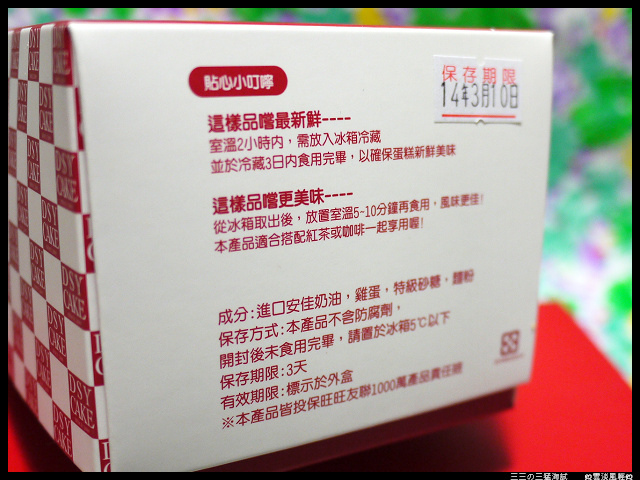 貼心小叮嚀
保存期限
14年3月10日
這樣品嚐最新鮮----
室溫2小時內，需放入冰箱冷藏
並於冷藏3日內食用完畢，以確保蛋糕新鮮美味
這樣品嚐更美味----
從冰箱取出後，放置室溫5~10分鐘再食用，風味更佳!
本產品適合搭配紅茶或咖啡一起享用喔!
成分:進口安佳奶油，雞蛋，特級砂糖，麵粉
保存方式:本產品不含防腐劑，
開封後未食用完畢，請置於冰箱5℃以下
保存期限:3天
有效期限:標示於外盒
※本產品皆投保旺旺友聯1000萬產品責任險
DSY
CAKE
DSY
CAKE
DSY
CAKE
DSY
CAKE
三三の三猛海賊